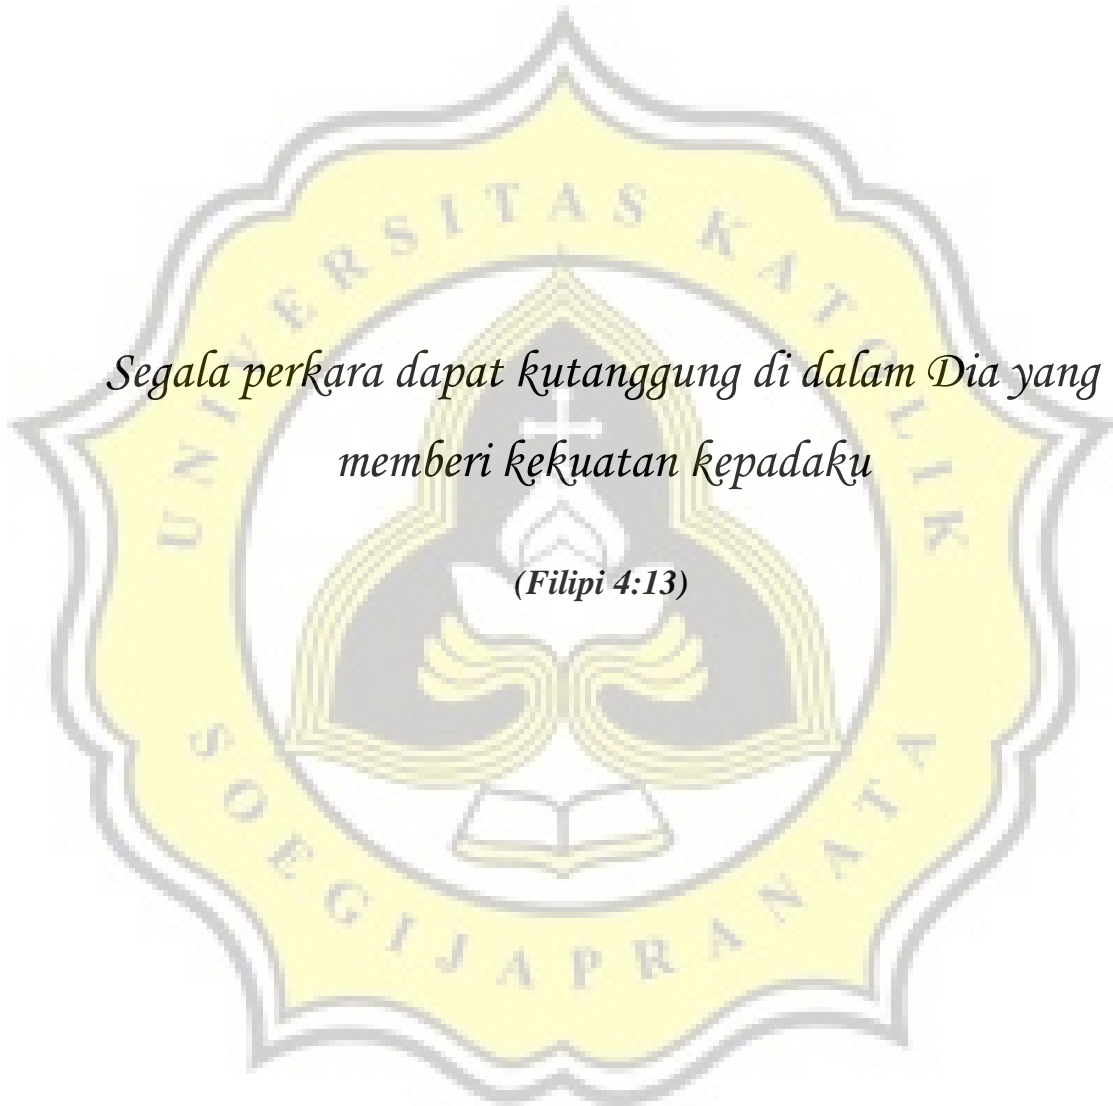 UNIVERSITAS KATOLIK
Segala perkara dapat kutanggung di dalam Dia yang
memberi kekuatan kepadaku
(Filipi 4:13)
SOEGIJAPRANATA